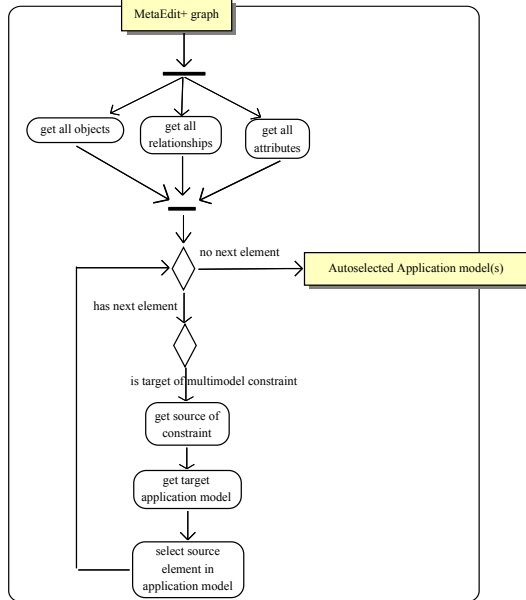 MetaEdit+ graph
get all objects
get all
relationships
get all
attributes
no next element
Autoselected Application model(s)
has next element
is target of multimodel constraint
get source of
constraint
get target
application model
select source
element in
application model